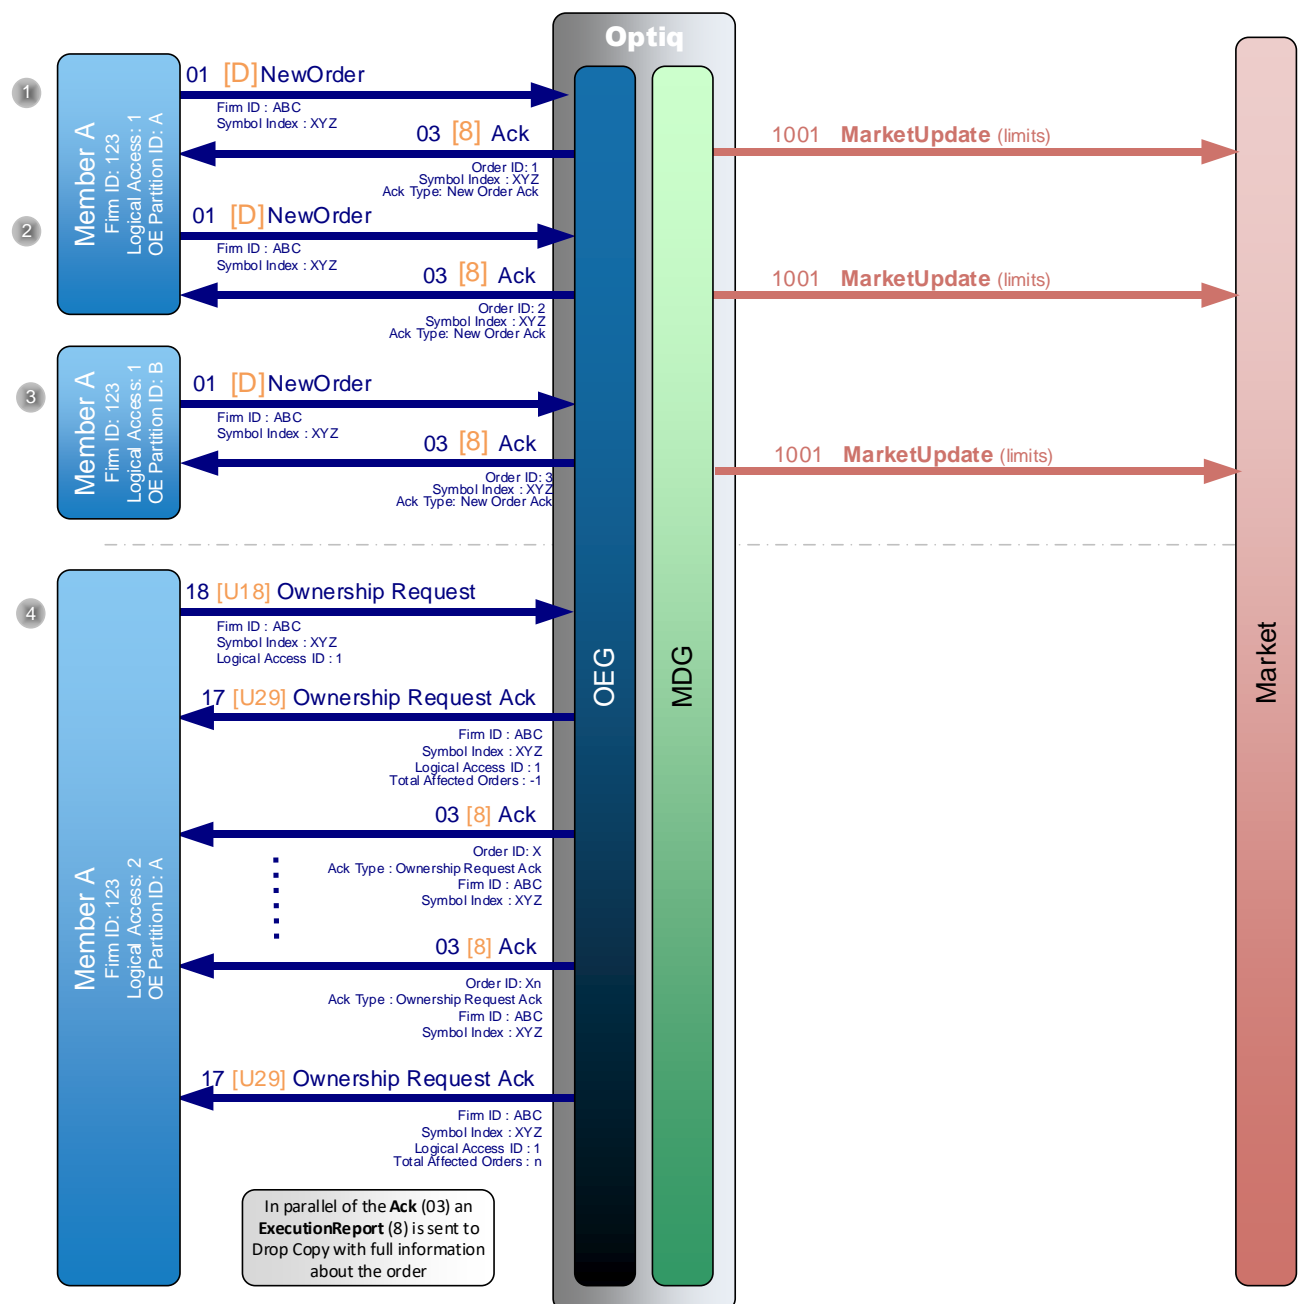 Optiq
1
Member A
Firm ID: 123
Logical Access: 1
OE Partition ID: A
01 [D]NewOrder
Firm ID : ABC
Symbol Index : XYZ
03 [8] Ack
Order ID: 1
Symbol Index : XYZ
Ack Type: New Order Ack
1001 MarketUpdate (limits)
2
01 [D]NewOrder
Firm ID : ABC
Symbol Index : XYZ
03 [8] Ack
Order ID: 2
Symbol Index : XYZ
Ack Type: New Order Ack
1001 MarketUpdate (limits)
3
Member A
Firm ID: 123
Logical Access: 1
OE Partition ID: B
01 [D]NewOrder
Firm ID : ABC
Symbol Index : XYZ
03 [8] Ack
Order ID: 3
Symbol Index : XYZ
Ack Type: New Order Ack
1001 MarketUpdate (limits)
4
Member A
Firm ID: 123
Logical Access: 2
OE Partition ID: A
18 [U18] Ownership Request
Firm ID : ABC
Symbol Index : XYZ
Logical Access ID : 1
OEG
MDG
Market
17 [U29] Ownership Request Ack
Firm ID : ABC
Symbol Index : XYZ
Logical Access ID : 1
Total Affected Orders : -1
03 [8] Ack
Order ID: X
Ack Type : Ownership Request Ack
Firm ID : ABC
Symbol Index : XYZ
03 [8] Ack
Order ID: Xn
Ack Type : Ownership Request Ack
Firm ID : ABC
Symbol Index : XYZ
17 [U29] Ownership Request Ack
Firm ID : ABC
Symbol Index : XYZ
Logical Access ID : 1
Total Affected Orders : n
In parallel of the Ack (03) an
ExecutionReport (8) is sent to
Drop Copy with full information
about the order